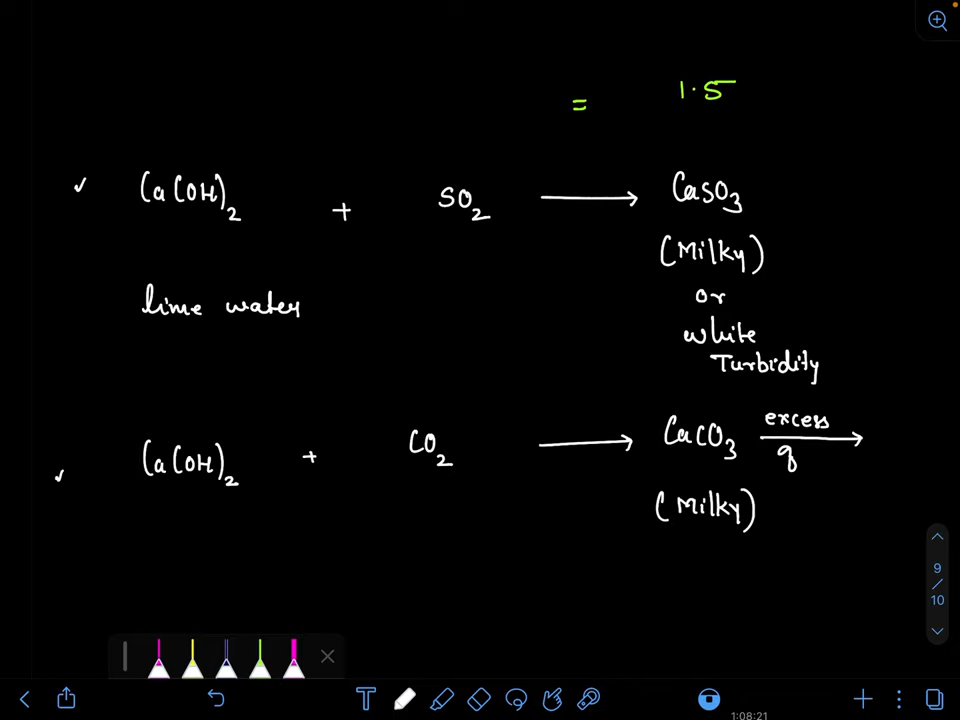 = 1.5
Ca(OH)2 + SO2 → CaSO3
(Milky)
or
lime water
white
Turbidity
Ca(OH)2 + CO2 → CaCO3 excess →
(Milky)
9
/
10
T
1:08:21